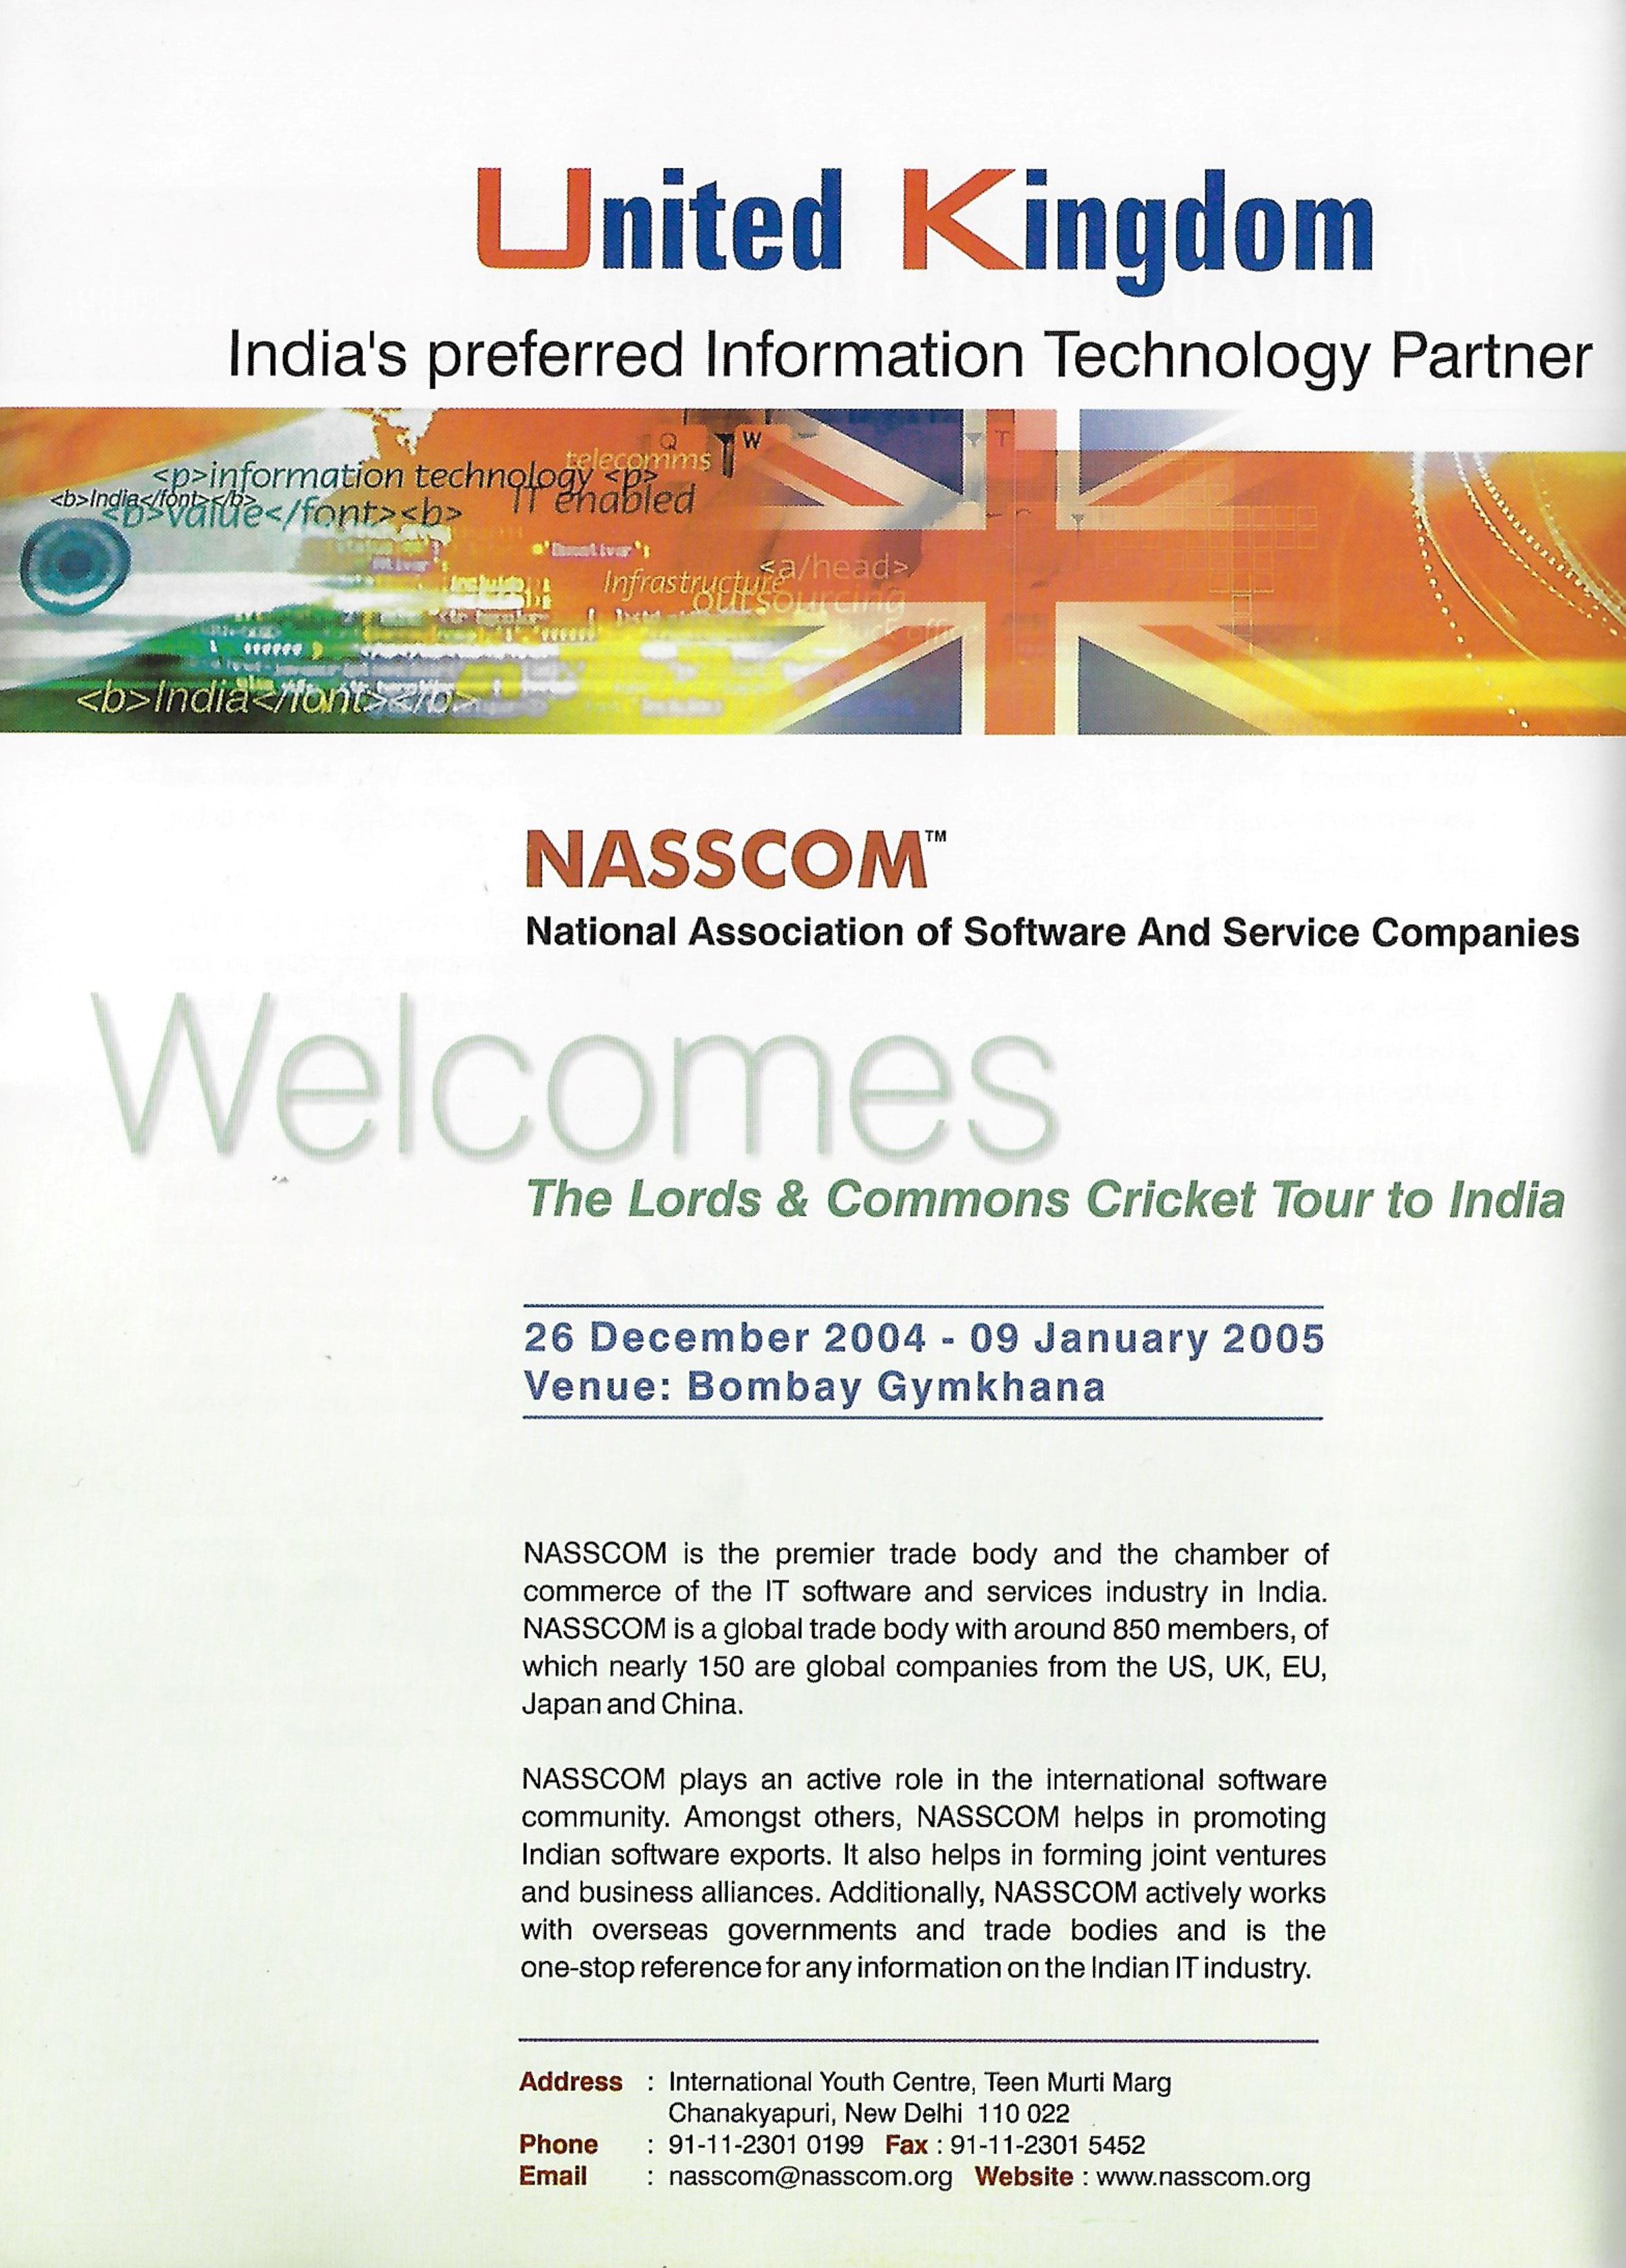 United Kingdom
India's preferred Information Technology Partner
Q W T
telecomms
<p>information technology <p>
<b>India</font></b>
IT enabled
<b>value</font><b>
<a/head>
Infrastructure
outsourcing
back office
<b>India</font></b>
NASSCOM™
National Association of Software And Service Companies
Welcomes
The Lords & Commons Cricket Tour to India
26 December 2004 - 09 January 2005
Venue: Bombay Gymkhana
NASSCOM is the premier trade body and the chamber of
commerce of the IT software and services industry in India.
NASSCOM is a global trade body with around 850 members, of
which nearly 150 are global companies from the US, UK, EU,
Japan and China.
NASSCOM plays an active role in the international software
community. Amongst others, NASSCOM helps in promoting
Indian software exports. It also helps in forming joint ventures
and business alliances. Additionally, NASSCOM actively works
with overseas governments and trade bodies and is the
one-stop reference for any information on the Indian IT industry.
Address : International Youth Centre, Teen Murti Marg
Chanakyapuri, New Delhi 110 022
Phone : 91-11-2301 0199 Fax : 91-11-2301 5452
Email : nasscom@nasscom.org Website : www.nasscom.org